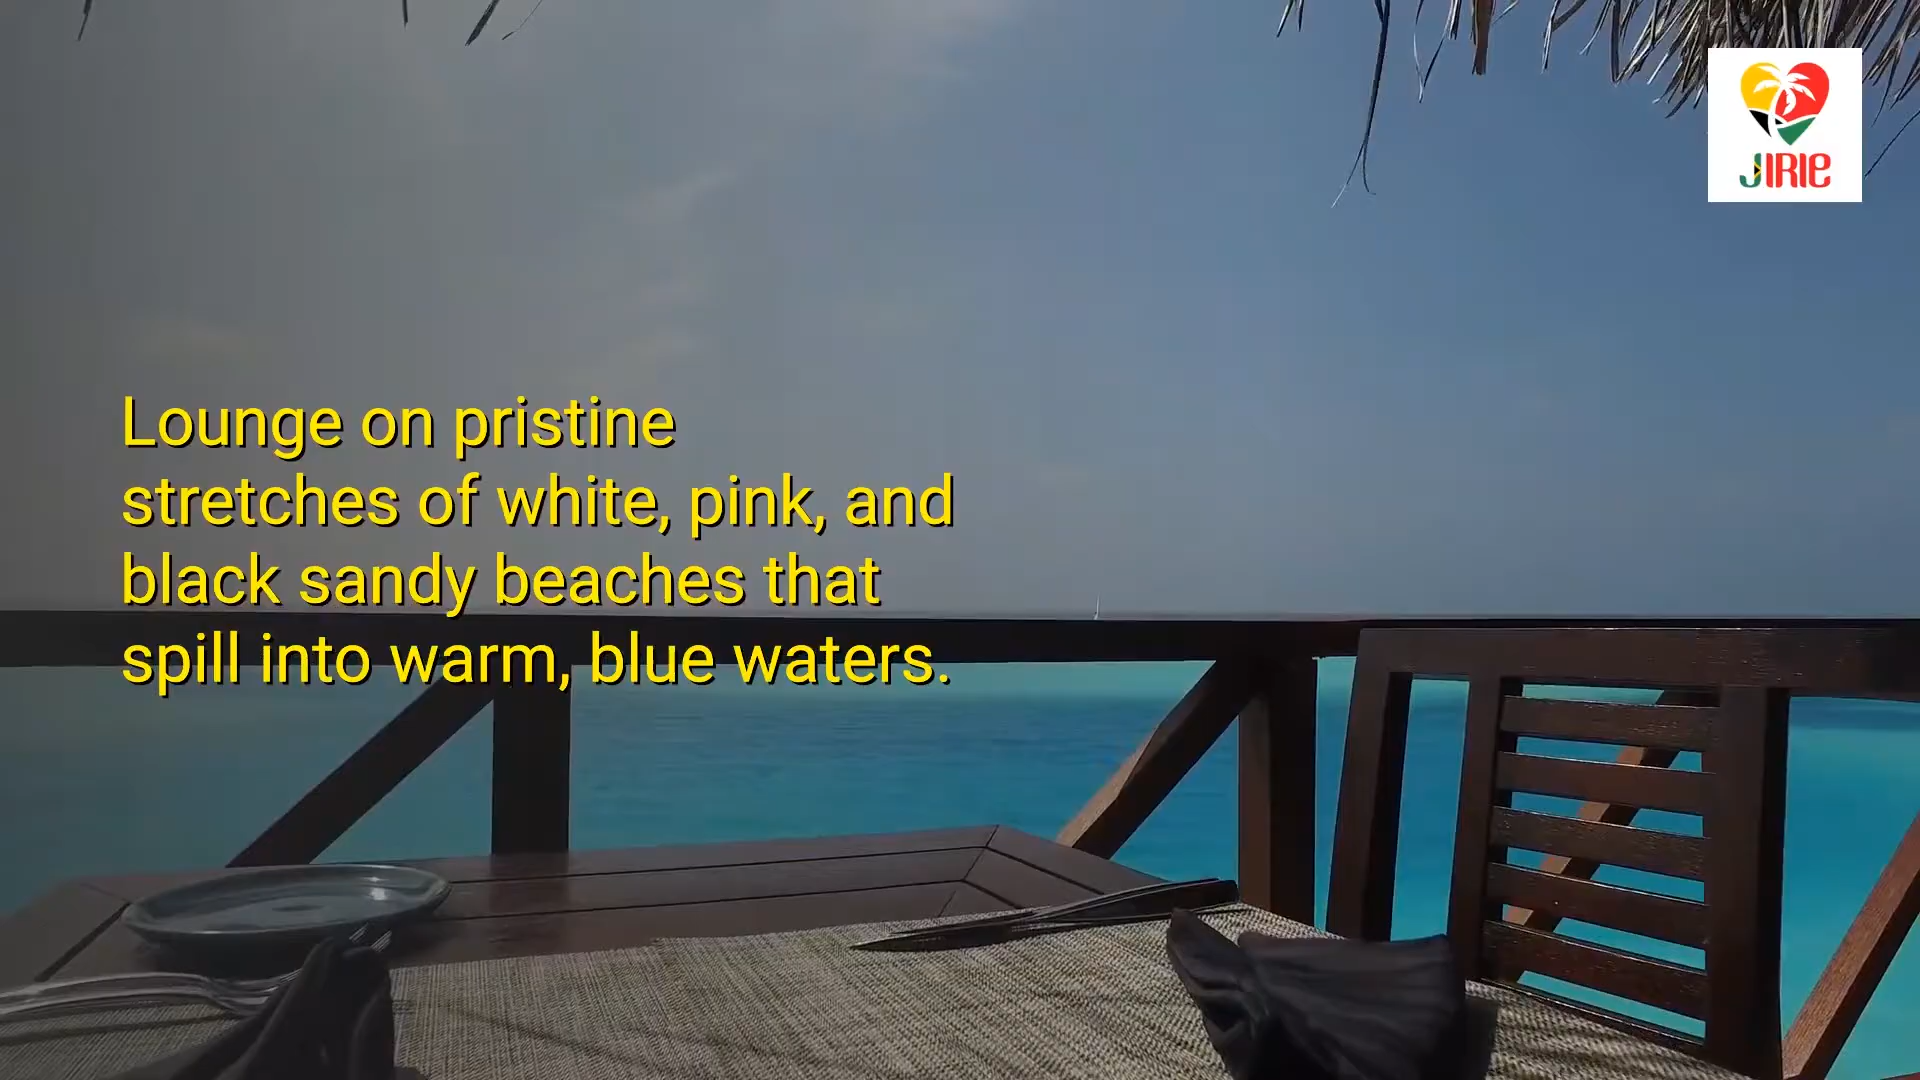 JIRIE
Lounge on pristine
stretches of white, pink, and
black sandy beaches that
spill into warm, blue waters.